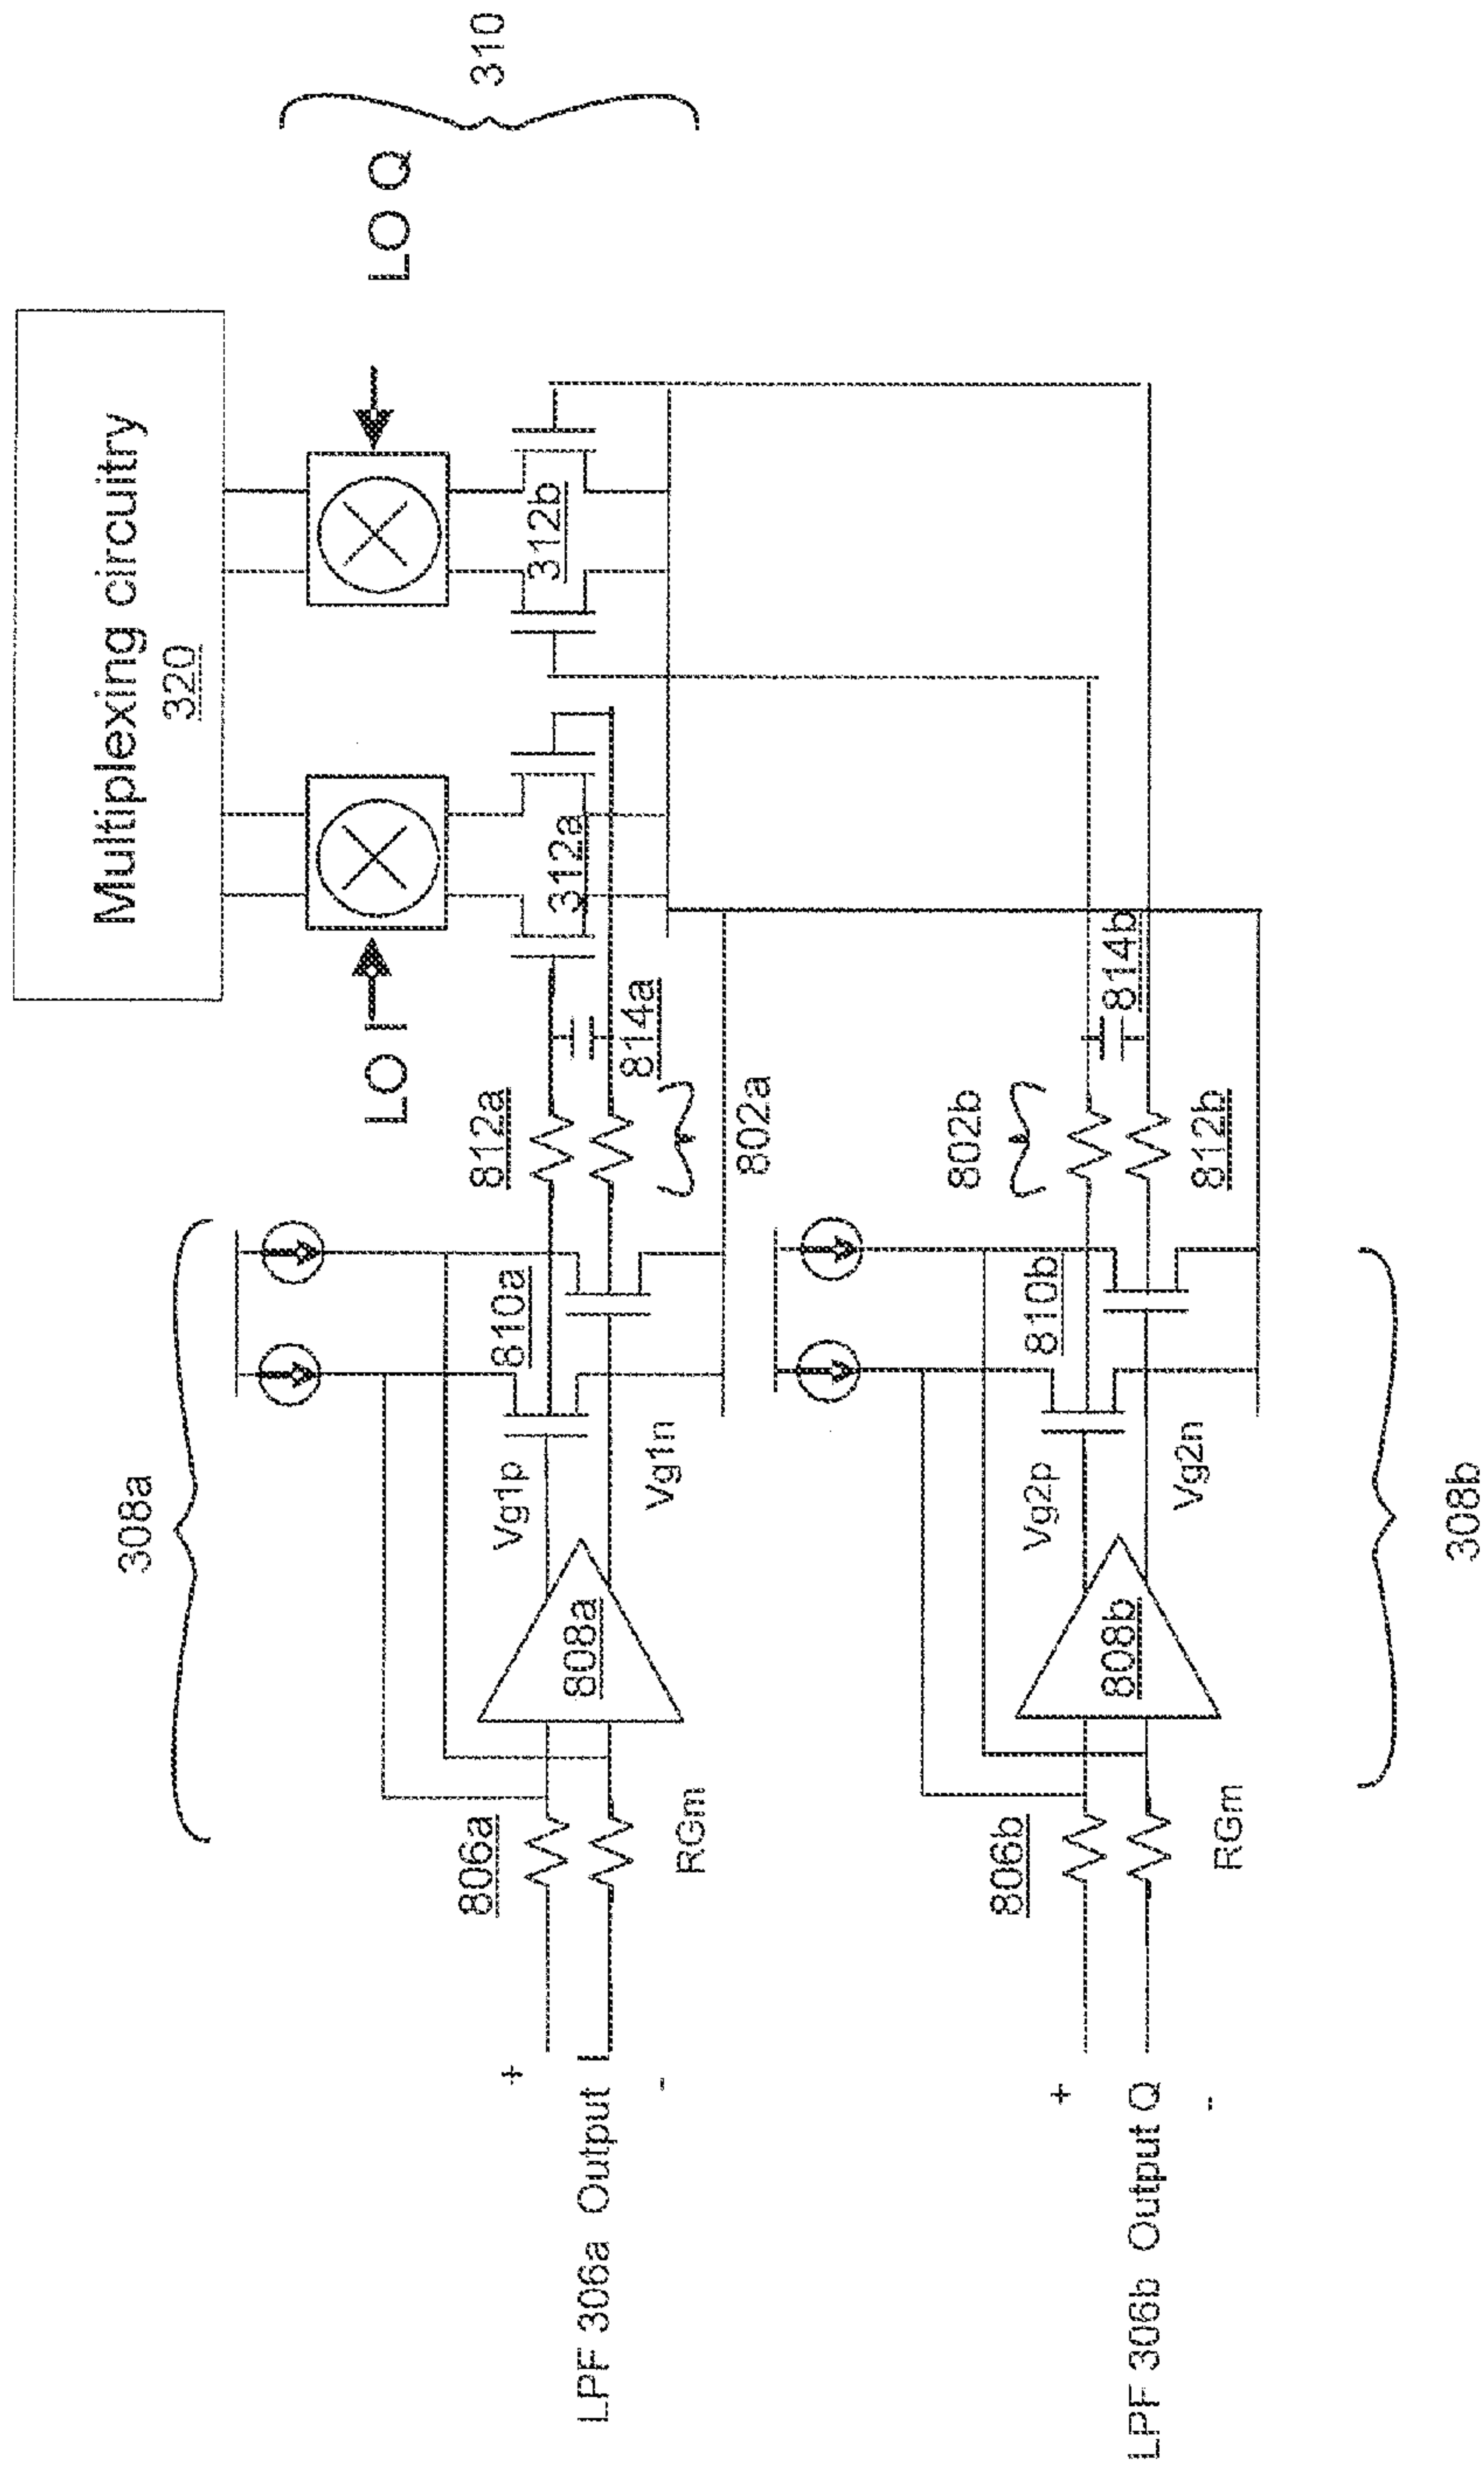 Multiplexing circuitry
320
310
LO I
LO Q
312a
312b
308a
812a
814a
802a
810a
Vg1p
Vg1n
808a
806a
RGm
+
LPF 306a Output I
-
802b
814b
812b
810b
Vg2p
Vg2n
808b
806b
RGm
308b
+
LPF 306b Output Q
-